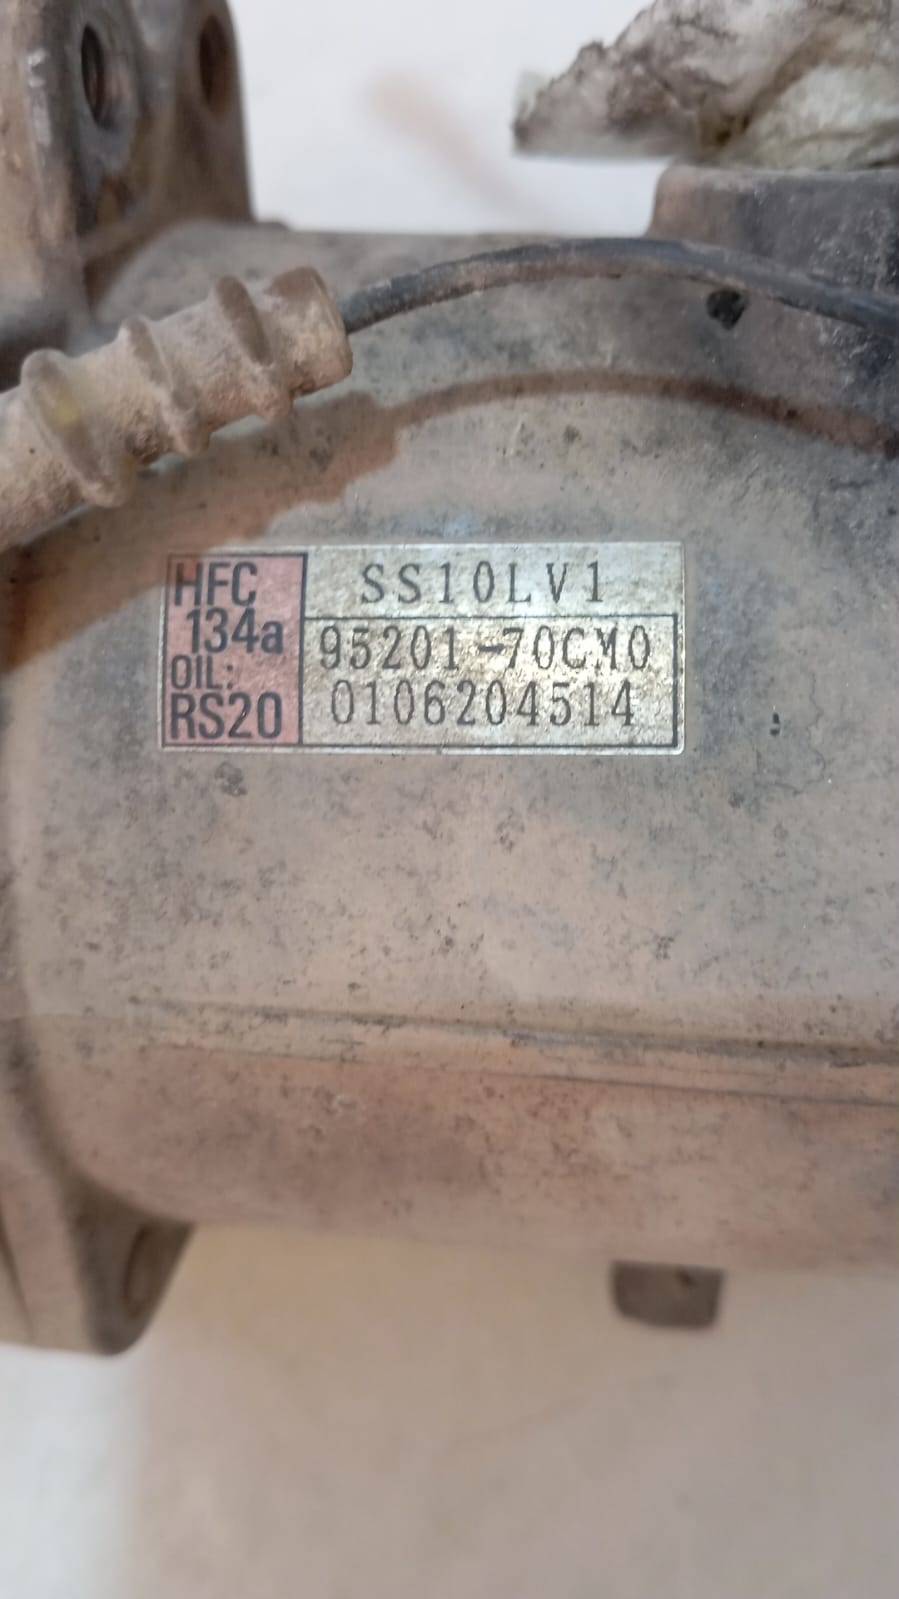 HFC
134a
OIL:
RS20
SS10LV1
95201-70CM0
0106204514